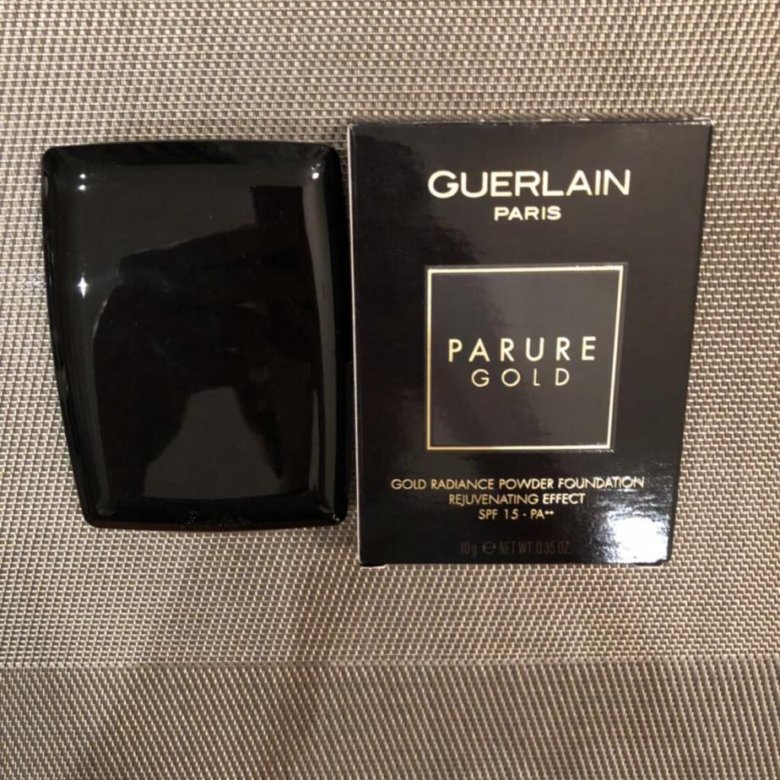 GUERLAIN
PARIS
PARURE
GOLD
GOLD RADIANCE POWDER FOUNDATION
REJUVENATING EFFECT
SPF 15 - PA++
10 g ℮ NET WT 0.35 OZ.